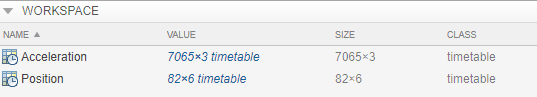 WORKSPACE
NAME ▲ VALUE SIZE CLASS
Acceleration 7065×3 timetable 7065×3 timetable
Position 82×6 timetable 82×6 timetable